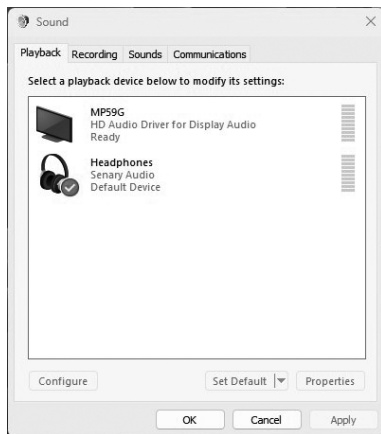 Sound
Playback Recording Sounds Communications
Select a playback device below to modify its settings:
MP59G
HD Audio Driver for Display Audio
Ready
Headphones
Senary Audio
Default Device
Configure Set Default Properties
OK Cancel Apply